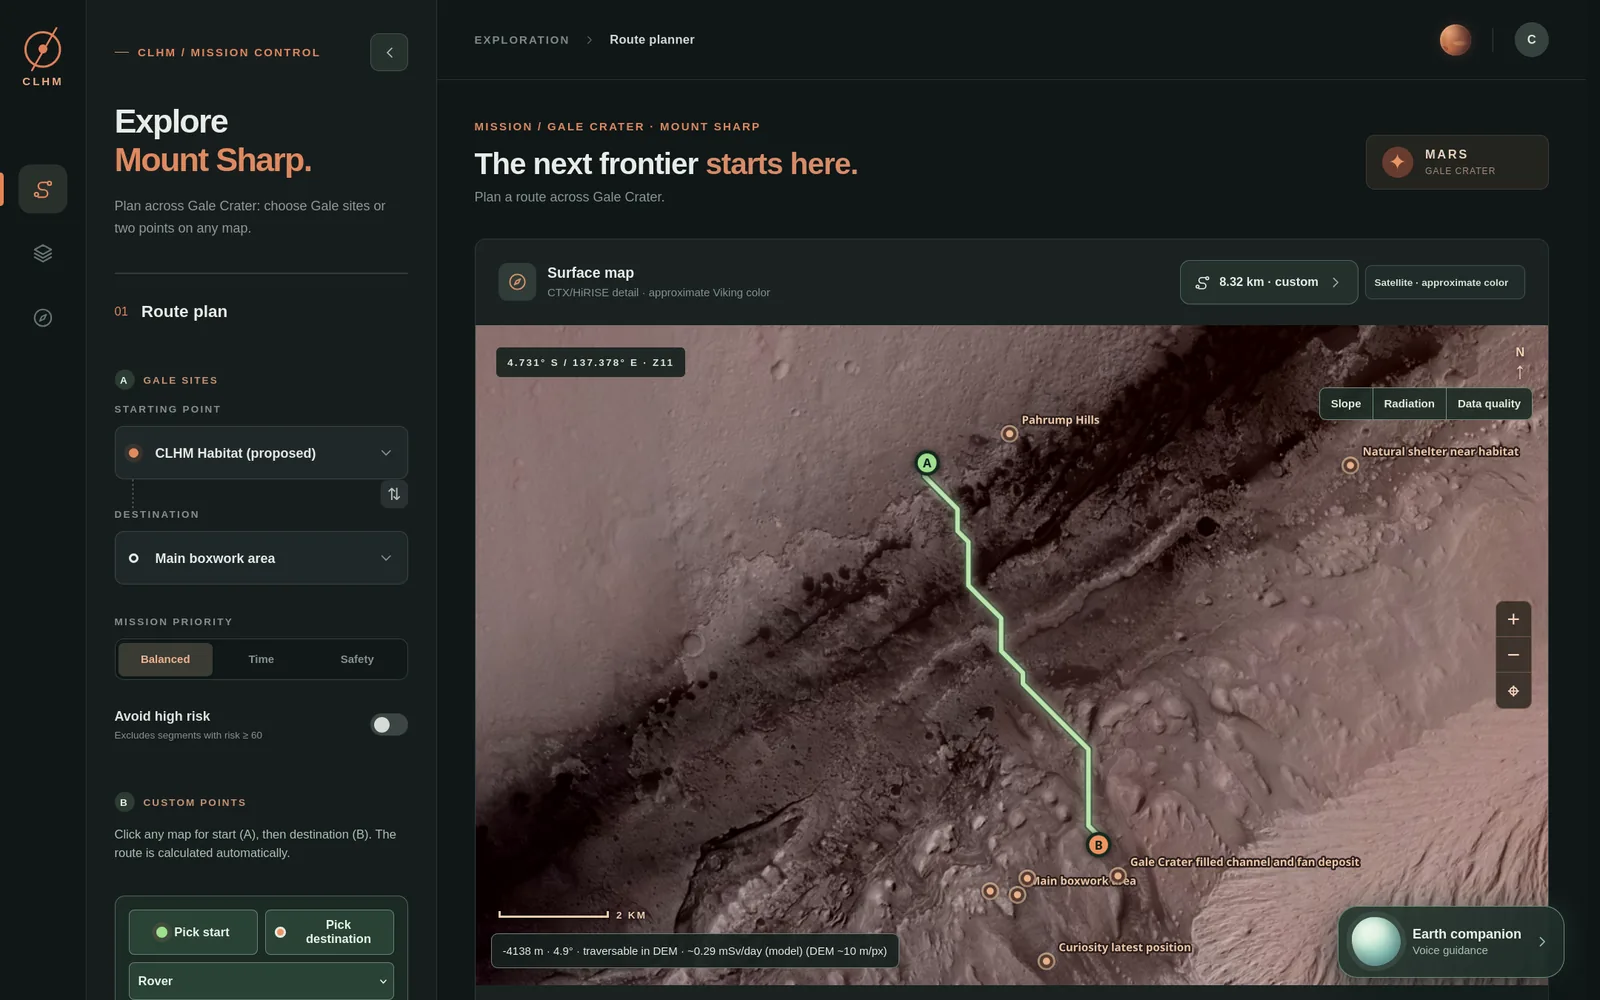 CLHM
— CLHM / MISSION CONTROL
Explore
Mount Sharp.
Plan across Gale Crater: choose Gale sites or
two points on any map.
01 Route plan
A GALE SITES
STARTING POINT
CLHM Habitat (proposed)
DESTINATION
Main boxwork area
MISSION PRIORITY
Balanced Time Safety
Avoid high risk
Excludes segments with risk ≥ 60
B CUSTOM POINTS
Click any map for start (A), then destination (B). The
route is calculated automatically.
Pick start
Pick
destination
Rover
EXPLORATION > Route planner
C
MISSION / GALE CRATER · MOUNT SHARP
The next frontier starts here.
Plan a route across Gale Crater.
MARS
GALE CRATER
Surface map
CTX/HiRISE detail · approximate Viking color
8.32 km · custom
Satellite · approximate color
4.731° S / 137.378° E · Z11
N
Slope Radiation Data quality
Pahrump Hills
Natural shelter near habitat
A
B
Gale Crater filled channel and fan deposit
Main boxwork area
Curiosity latest position
2 KM
-4138 m · 4.9° · traversable in DEM · ~0.29 mSv/day (model) (DEM ~10 m/px)
Earth companion
Voice guidance